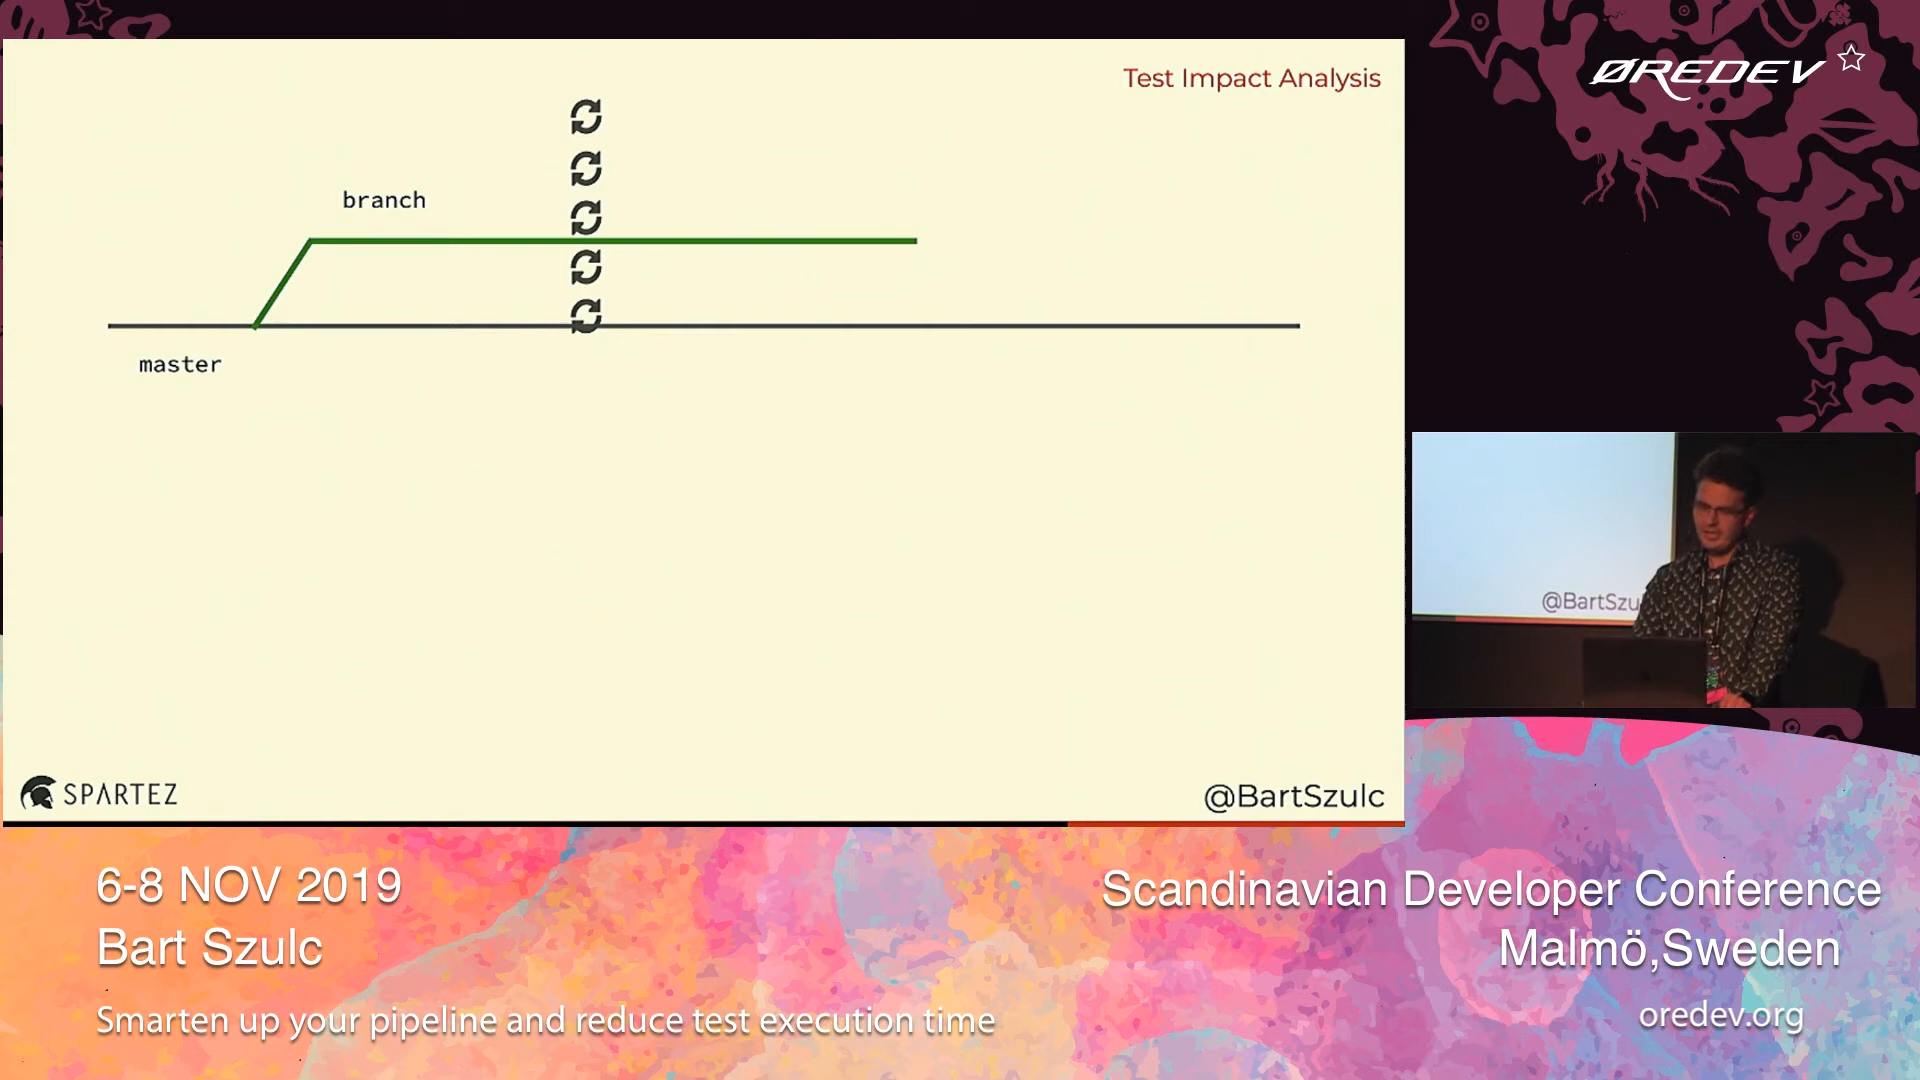 Test Impact Analysis
branch
master
SPARTEZ
@BartSzulc
ØREDEV
@BartSzu
6-8 NOV 2019
Bart Szulc
Smarten up your pipeline and reduce test execution time
Scandinavian Developer Conference
Malmö,Sweden
oredev.org